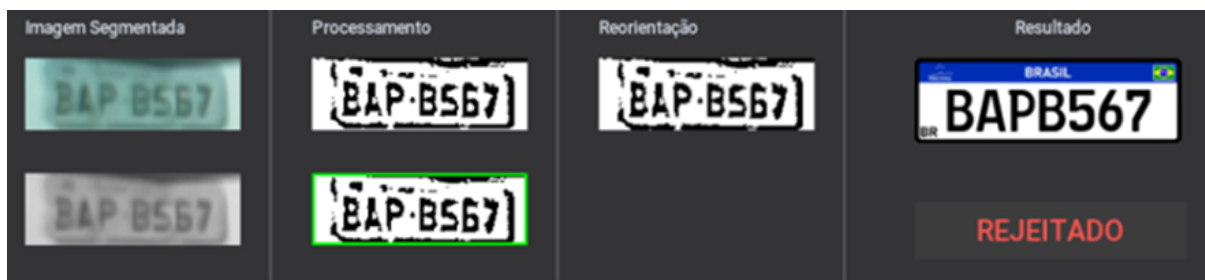 Imagem Segmentada
BAP·B567
BAP·B567
Processamento
BAP·B567
BAP·B567
Reorientação
BAP·B567
Resultado
BRASIL
BAPB567
BR
REJEITADO